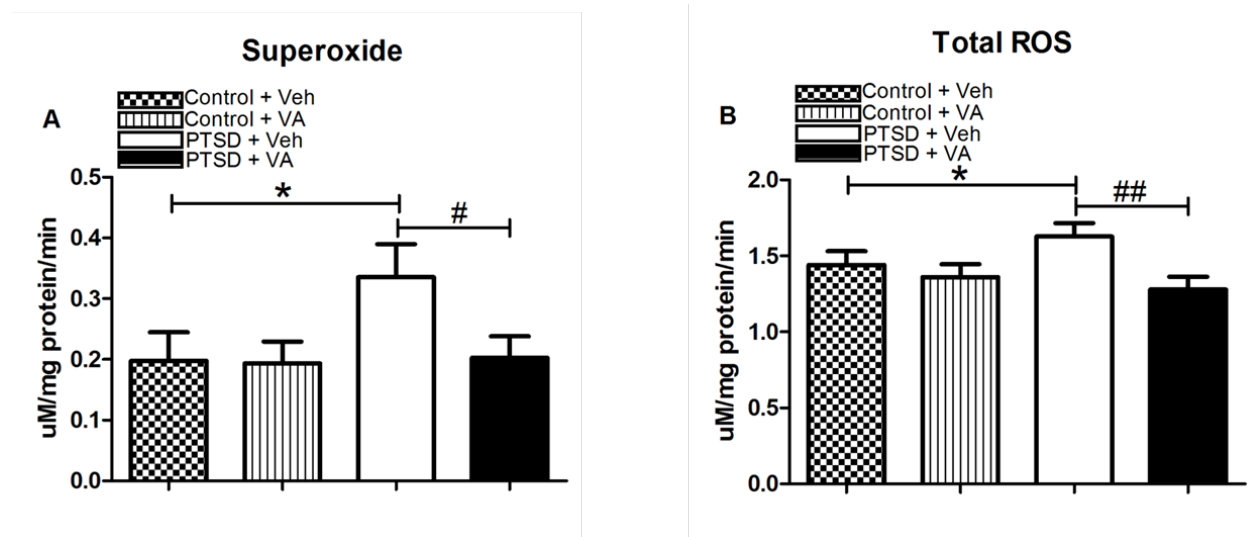 Superoxide
A
Control + Veh
Control + VA
PTSD + Veh
PTSD + VA
uM/mg protein/min
0.5
0.4
0.3
0.2
0.1
0.0
*
#
Total ROS
B
Control + Veh
Control + VA
PTSD + Veh
PTSD + VA
uM/mg protein/min
2.0
1.5
1.0
0.5
0.0
*
##